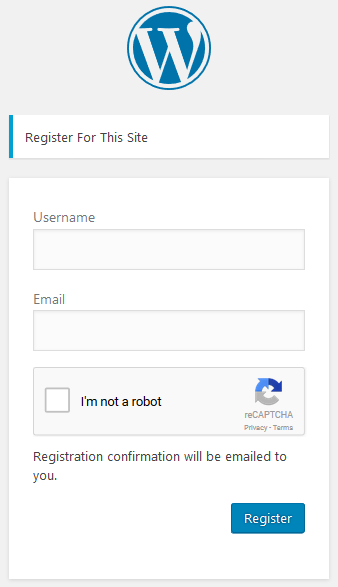 Register For This Site
Username
Email
I'm not a robot
reCAPTCHA
Privacy - Terms
Registration confirmation will be emailed to
you.
Register